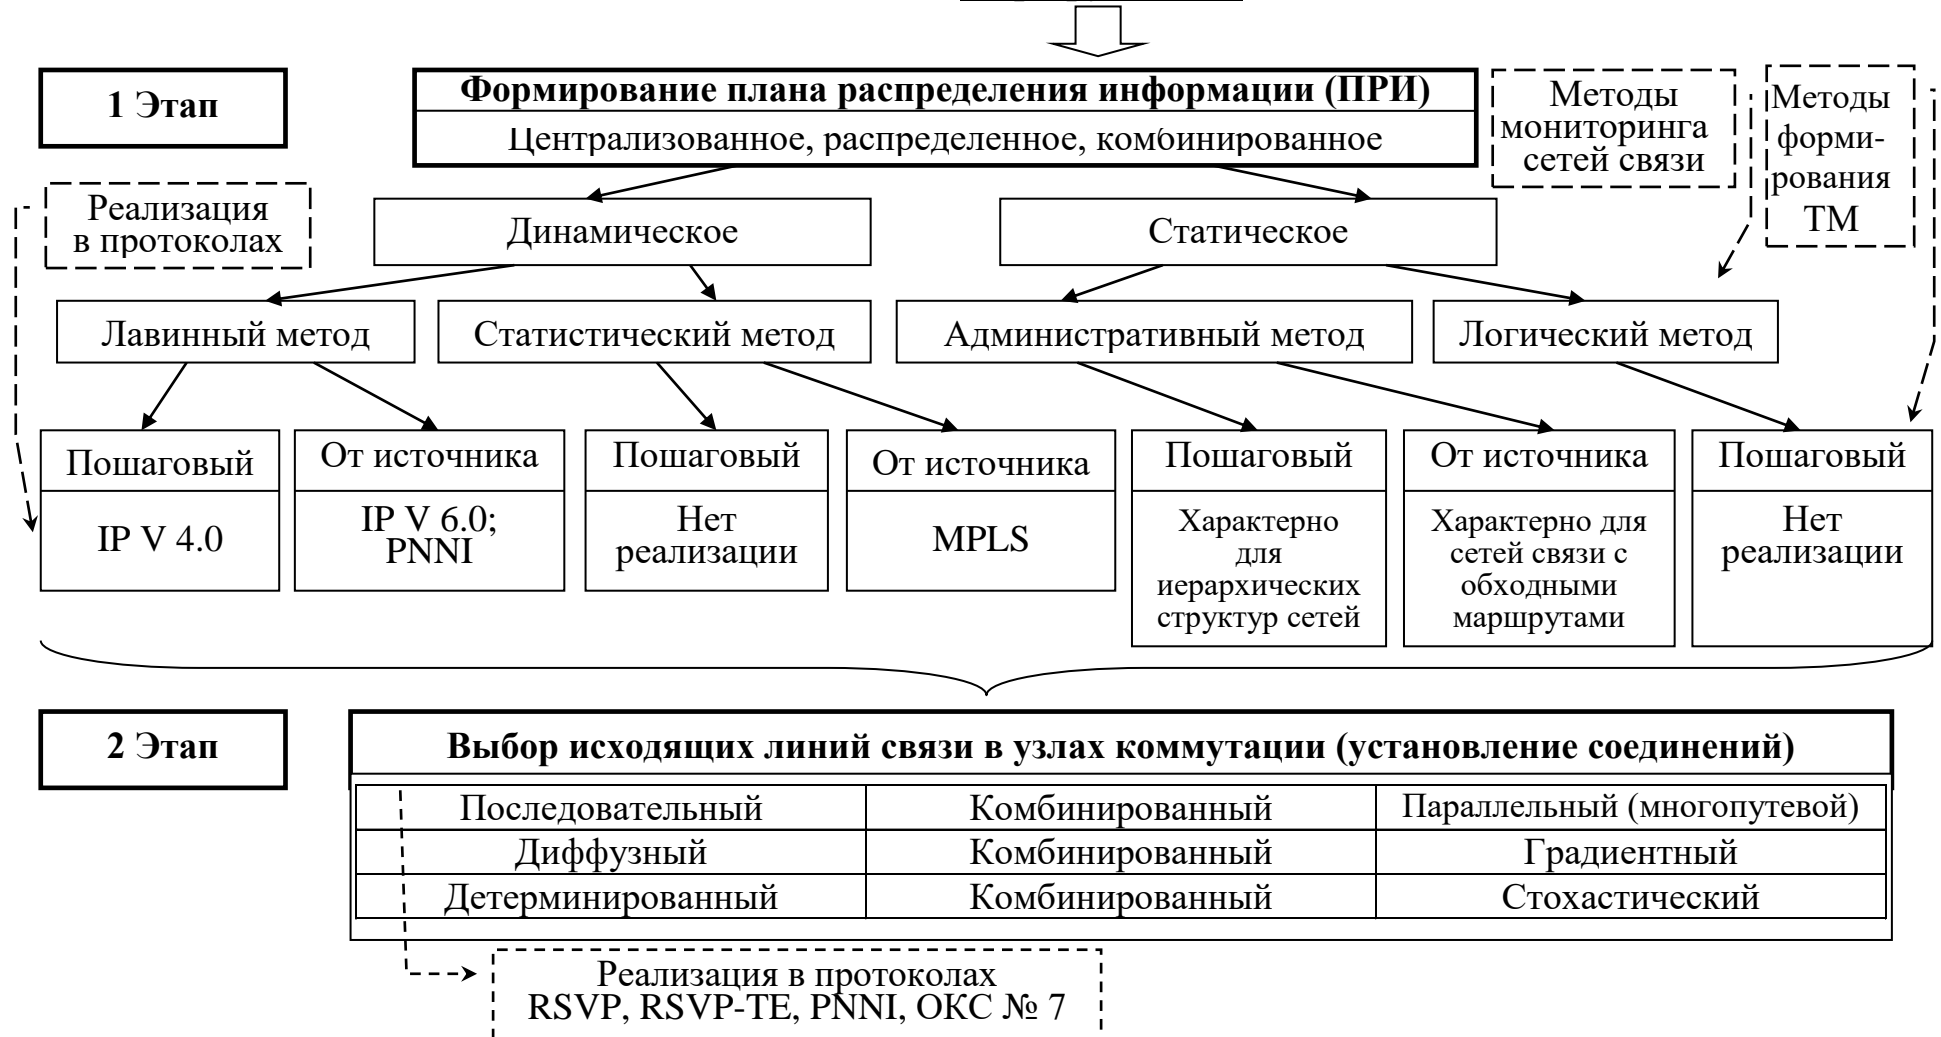 1 Этап
Формирование плана распределения информации (ПРИ)
Централизованное, распределенное, комбинированное
Методы
мониторинга
сетей связи
Методы
форми-
рования
ТМ
Реализация
в протоколах
Динамическое
Статическое
Лавинный метод
Статистический метод
Административный метод
Логический метод
Пошаговый
IP V 4.0
От источника
IP V 6.0;
PNNI
Пошаговый
Нет
реализации
От источника
MPLS
Пошаговый
Характерно
для
иерархических
структур сетей
От источника
Характерно для
сетей связи с
обходными
маршрутами
Пошаговый
Нет
реализации
2 Этап
Выбор исходящих линий связи в узлах коммутации (установление соединений)
Последовательный
Комбинированный
Параллельный (многопутевой)
Диффузный
Комбинированный
Градиентный
Детерминированный
Комбинированный
Стохастический
Реализация в протоколах
RSVP, RSVP-TE, PNNI, ОКС № 7